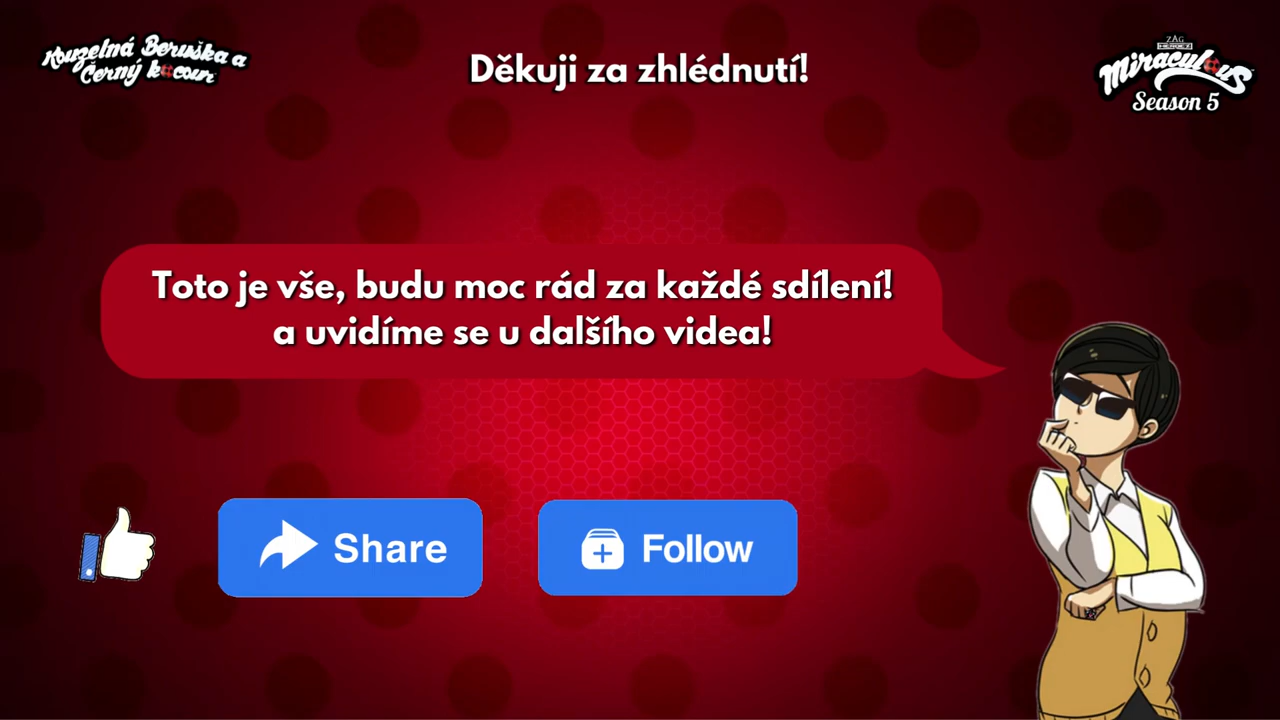 Kouzelná Beruška a
Černý kocour
Děkuji za zhlédnutí!
ZAG
HEROEZ
Miraculous
Season 5
Toto je vše, budu moc rád za každé sdílení!
a uvidíme se u dalšího videa!
Share
Follow